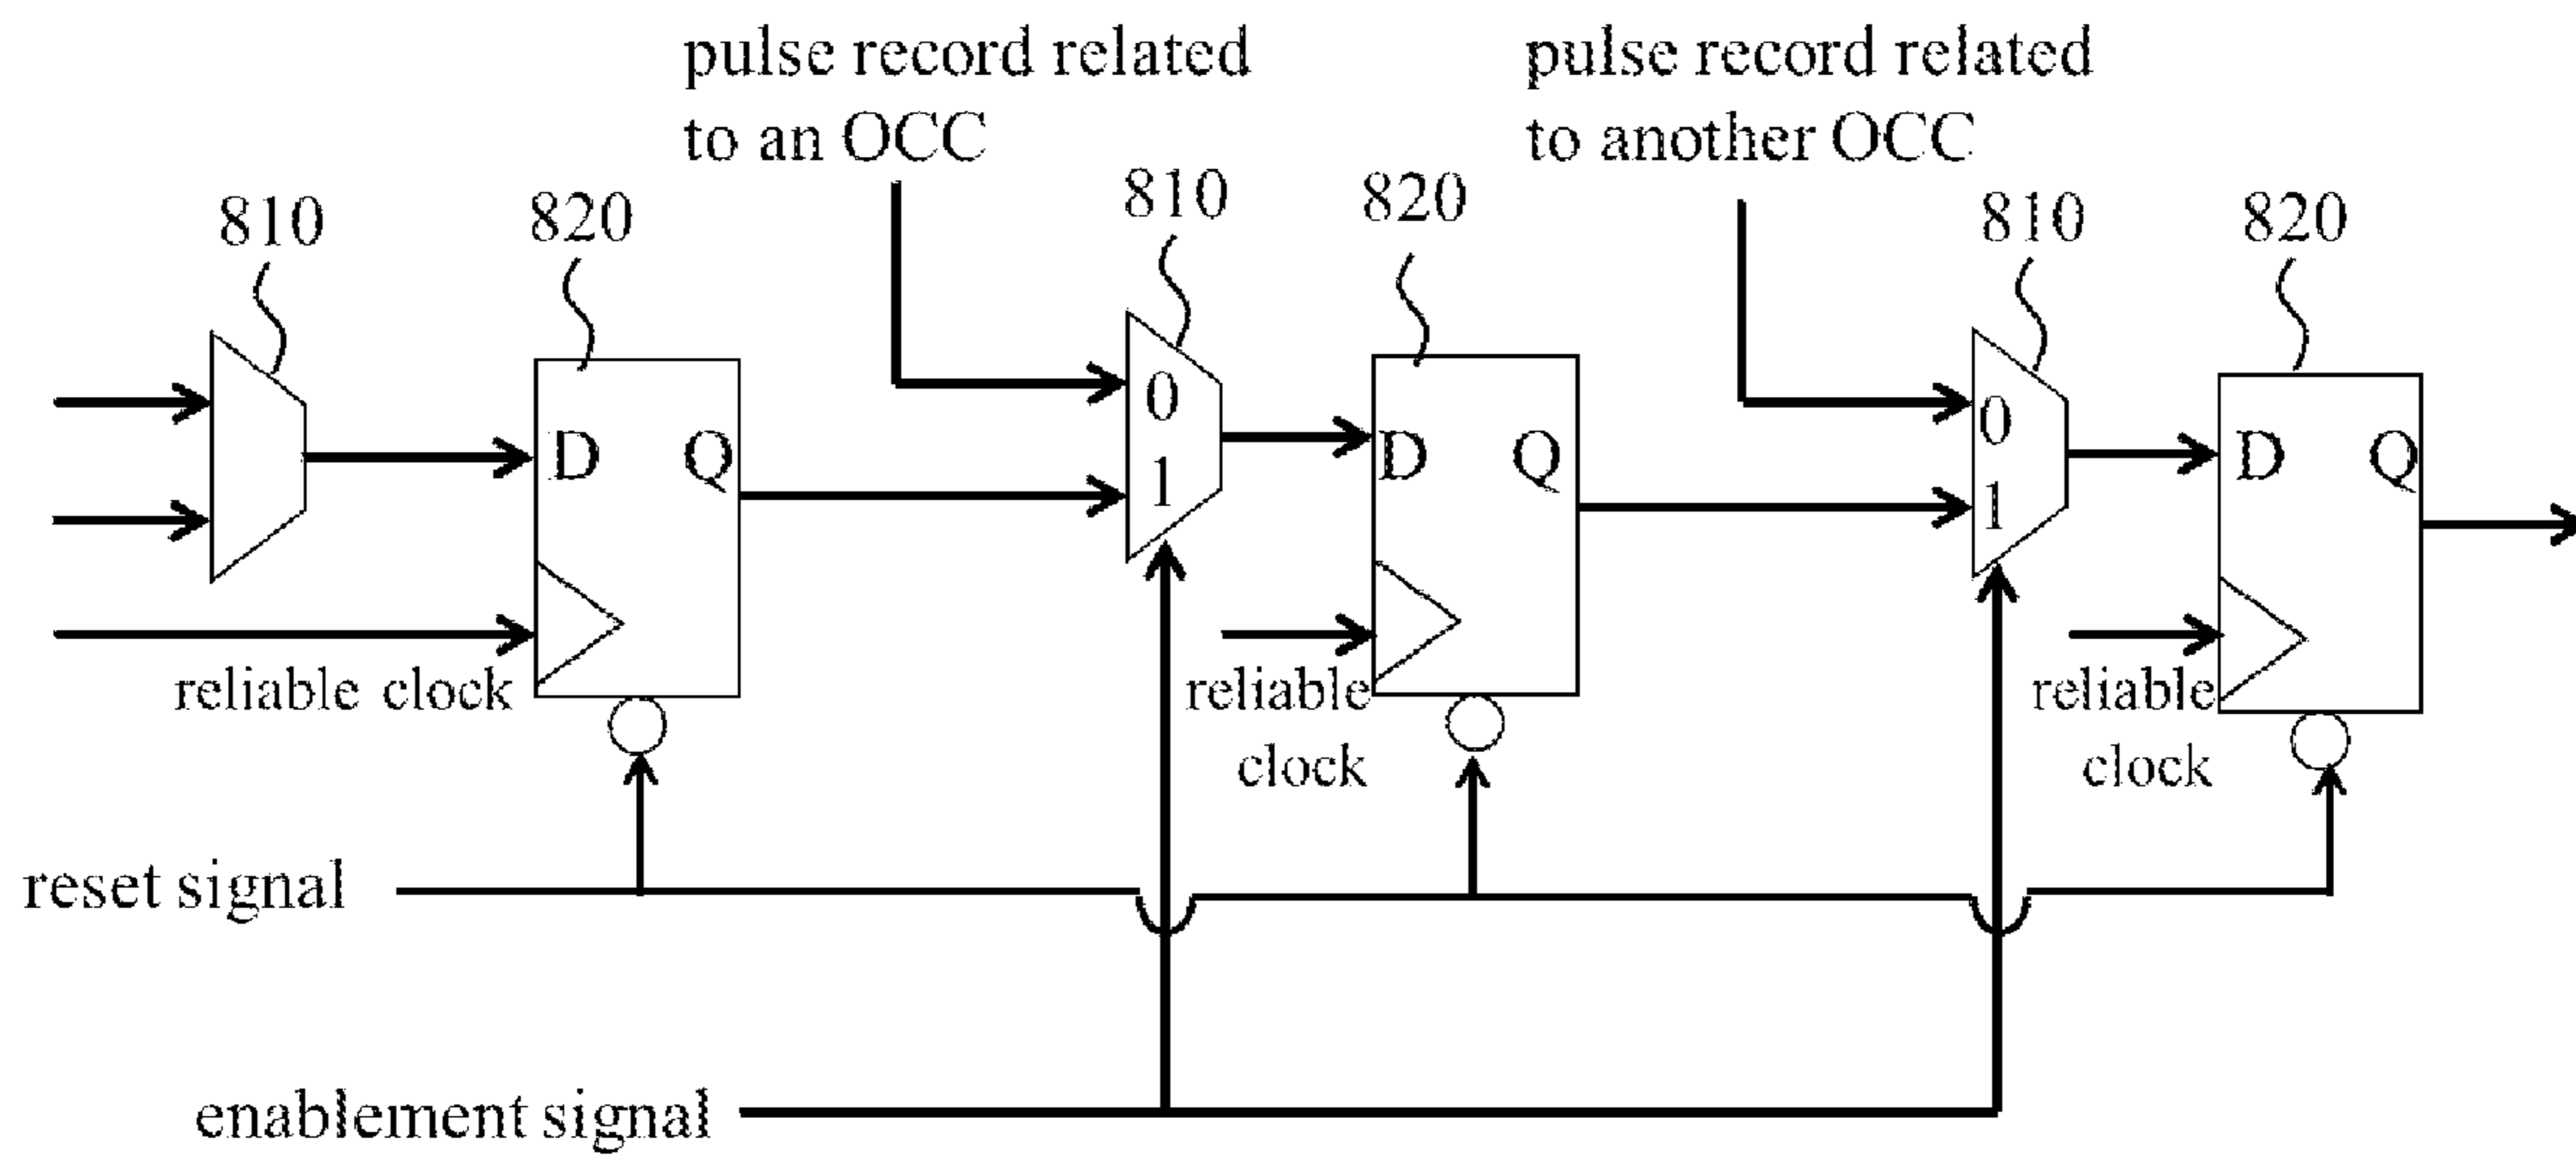 pulse record related
to an OCC
pulse record related
to another OCC
810
820
810
820
810
820
0
1
0
1
D Q
D Q
D Q
reliable clock
reliable
clock
reliable
clock
reset signal
enablement signal